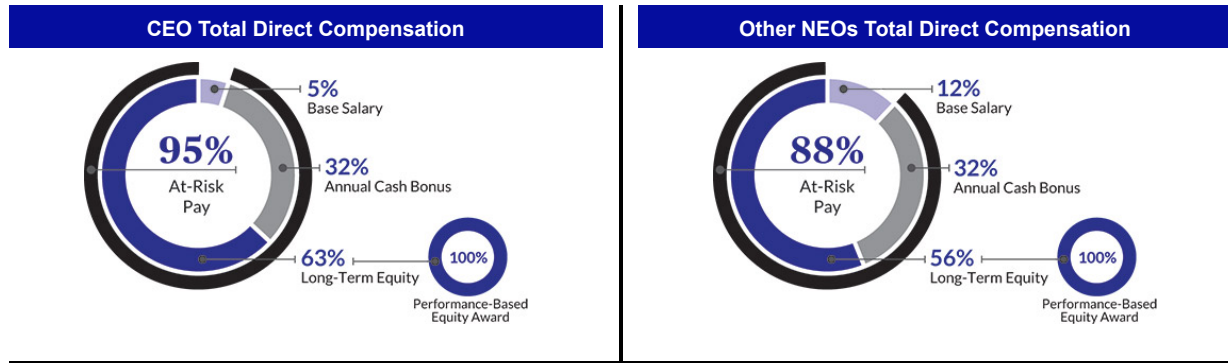 CEO Total Direct Compensation
5%
Base Salary
95%
At-Risk
Pay
32%
Annual Cash Bonus
63%
Long-Term Equity
100%
Performance-Based
Equity Award
Other NEOs Total Direct Compensation
12%
Base Salary
88%
At-Risk
Pay
32%
Annual Cash Bonus
56%
Long-Term Equity
100%
Performance-Based
Equity Award